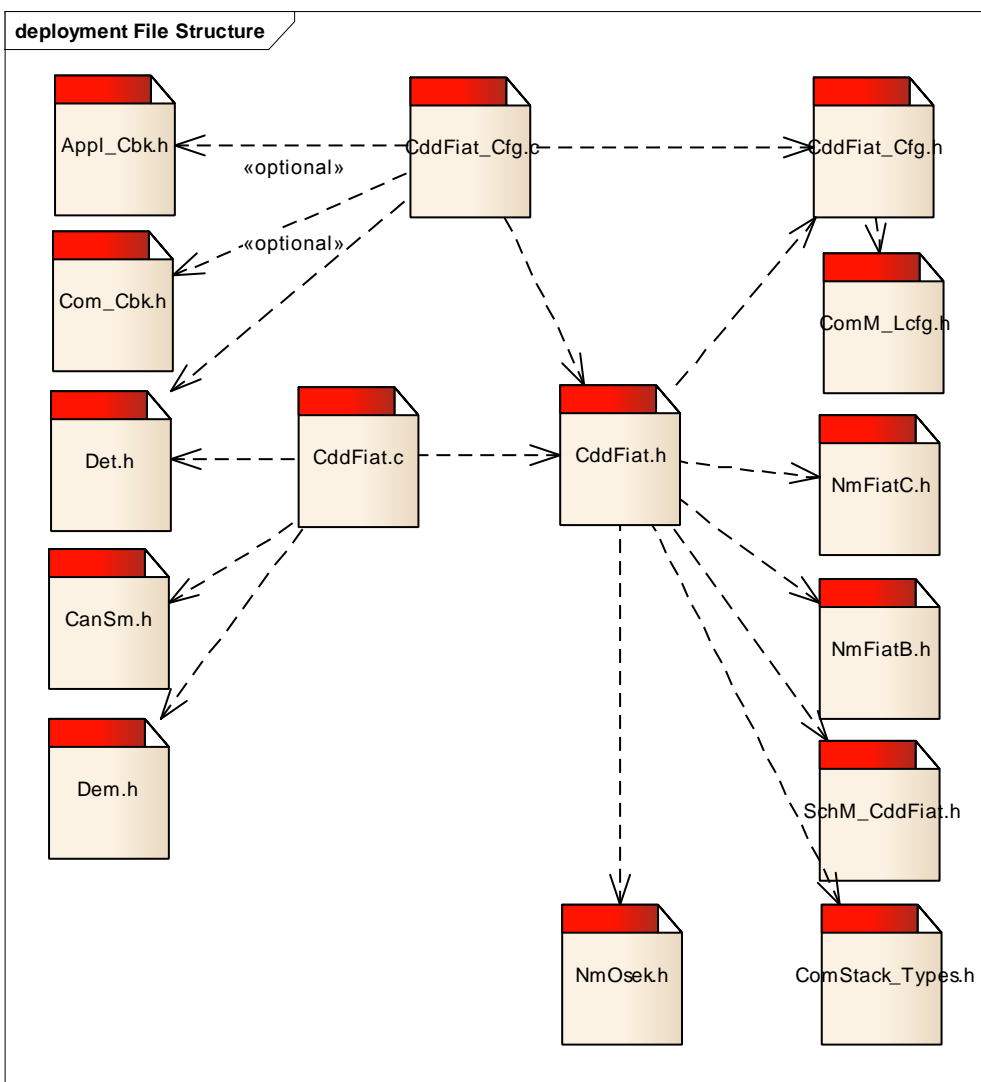 deployment File Structure
Appl_Cbk.h
CddFiat_Cfg.c
CddFiat_Cfg.h
«optional»
«optional»
Com_Cbk.h
ComM_Lcfg.h
Det.h
CddFiat.c
CddFiat.h
NmFiatC.h
CanSm.h
NmFiatB.h
Dem.h
SchM_CddFiat.h
NmOsek.h
ComStack_Types.h